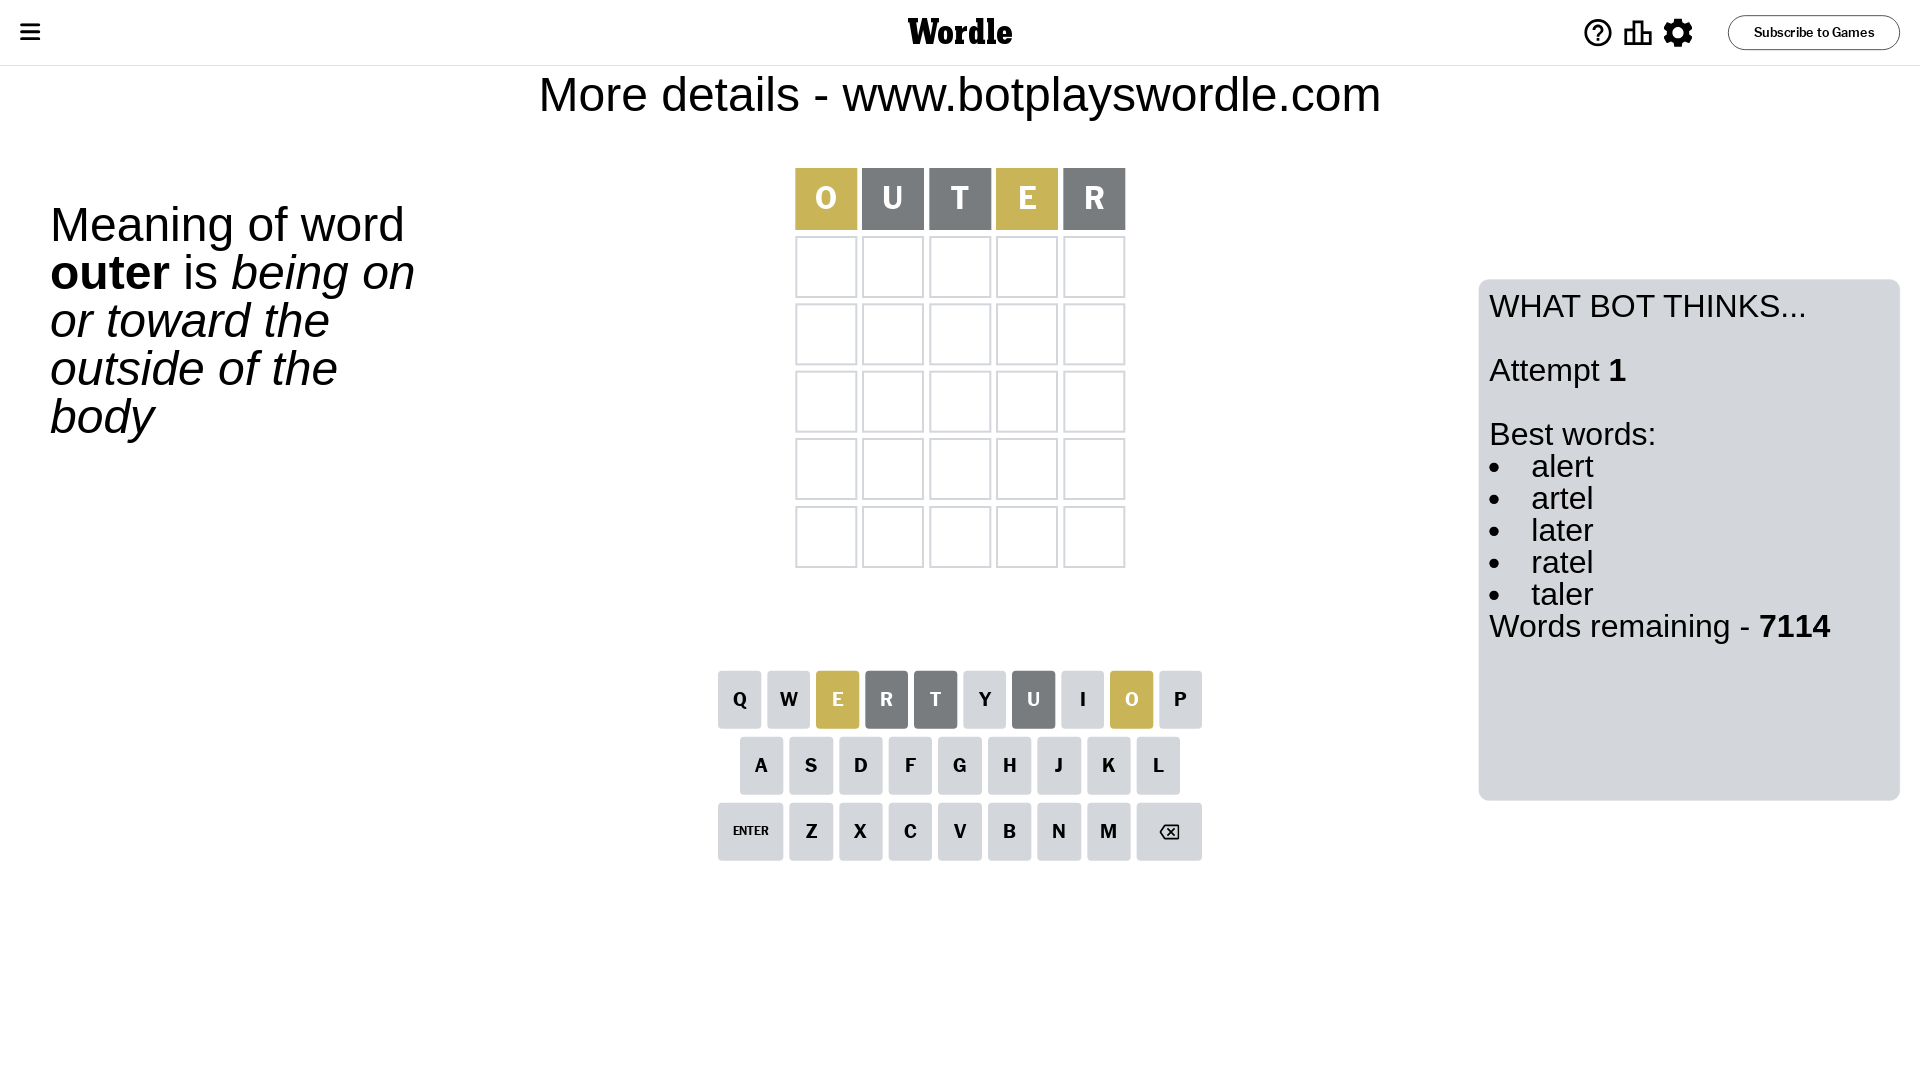 Wordle
Subscribe to Games
More details - www.botplayswordle.com
Meaning of word
outer is being on
or toward the
outside of the
body
O U T E R
WHAT BOT THINKS...
Attempt 1
Best words:
• alert
• artel
• later
• ratel
• taler
Words remaining - 7114
Q W E R T Y U I O P
A S D F G H J K L
ENTER Z X C V B N M